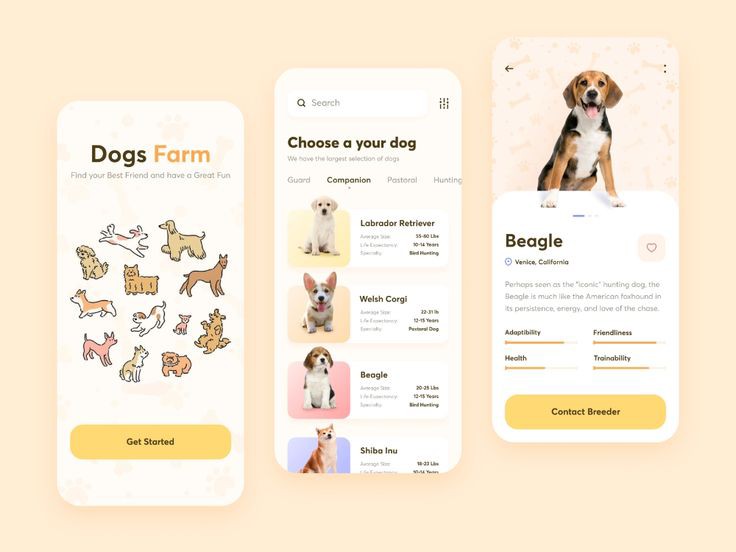 Dogs Farm
Find your Best Friend and have a Great Fun
Get Started
Search
Choose a your dog
We have the largest selection of dogs
Guard Companion Pastoral Hunting
Labrador Retriever
Average Size: 55-80 Lbs
Life Expectancy: 10-14 Years
Specialty: Bird Hunting
Welsh Corgi
Average Size: 22-31 lb
Life Expectancy: 12-15 Years
Specialty: Pastoral Dog
Beagle
Average Size: 20-25 Lbs
Life Expectancy: 12-15 Years
Specialty: Bird Hunting
Shiba Inu
Average Size: 18-23 Lbs
Life Expectancy: 10-14 Years
Beagle
Venice, California
Perhaps seen as the "iconic" hunting dog, the
Beagle is much like the American foxhound in
its persistence, energy, and love of the chase.
Adaptibility Friendliness
Health Trainability
Contact Breeder